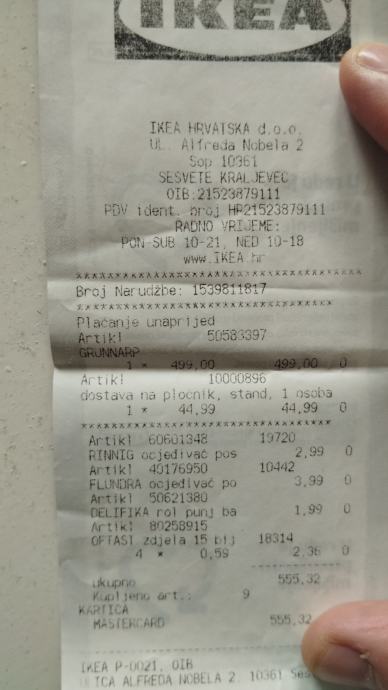 IKEA
IKEA HRVATSKA d.o.o.
UL. Alfreda Nobela 2
Sop 10361
SESVETE KRALJEVEC
OIB:21523879111
PDV ident. broj HR21523879111
RADNO VRIJEME:
PON-SUB 10-21, NED 10-18
www.IKEA.hr
Broj Narudžbe: 1539811817
Plaćanje unaprijed
Artikl 50583397
GRUNNARP
1 * 499,00 499,00 0
Artikl 10000896
dostava na pločnik, stand, 1 osoba
1 * 44,99 44,99 0
Artikl 60601348 19720
RINNIG ocjeđivač pos 2,99 0
Artikl 40176950 10442
FLUNDRA ocjeđivač po 3,99 0
Artikl 50621380
DELIFIKA rol punj ba 1,99 0
Artikl 80258915
OFTAST zdjela 15 bij 18314
4 * 0,59 2,36 0
ukupno 555,32
Kupljeno art.: 9
KARTICA
MASTERCARD 555,32
IKEA P-0021, OIB
ULICA ALFREDA NOBELA 2, 10361 Ses